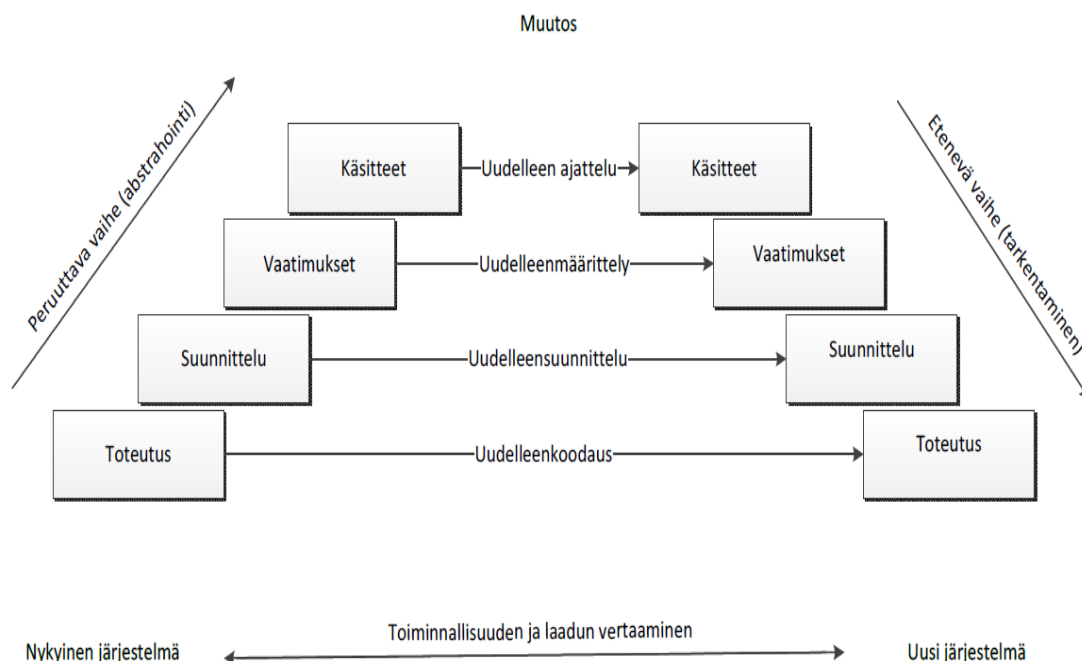 Muutos
Peruuttava vaihe (abstrahointi)
Etenevä vaihe (tarkentaminen)
Käsitteet
Uudelleen ajattelu
Käsitteet
Vaatimukset
Uudelleenmäärittely
Vaatimukset
Suunnittelu
Uudelleensuunnittelu
Suunnittelu
Toteutus
Uudelleenkoodaus
Toteutus
Nykyinen järjestelmä
Toiminnallisuuden ja laadun vertaaminen
Uusi järjestelmä